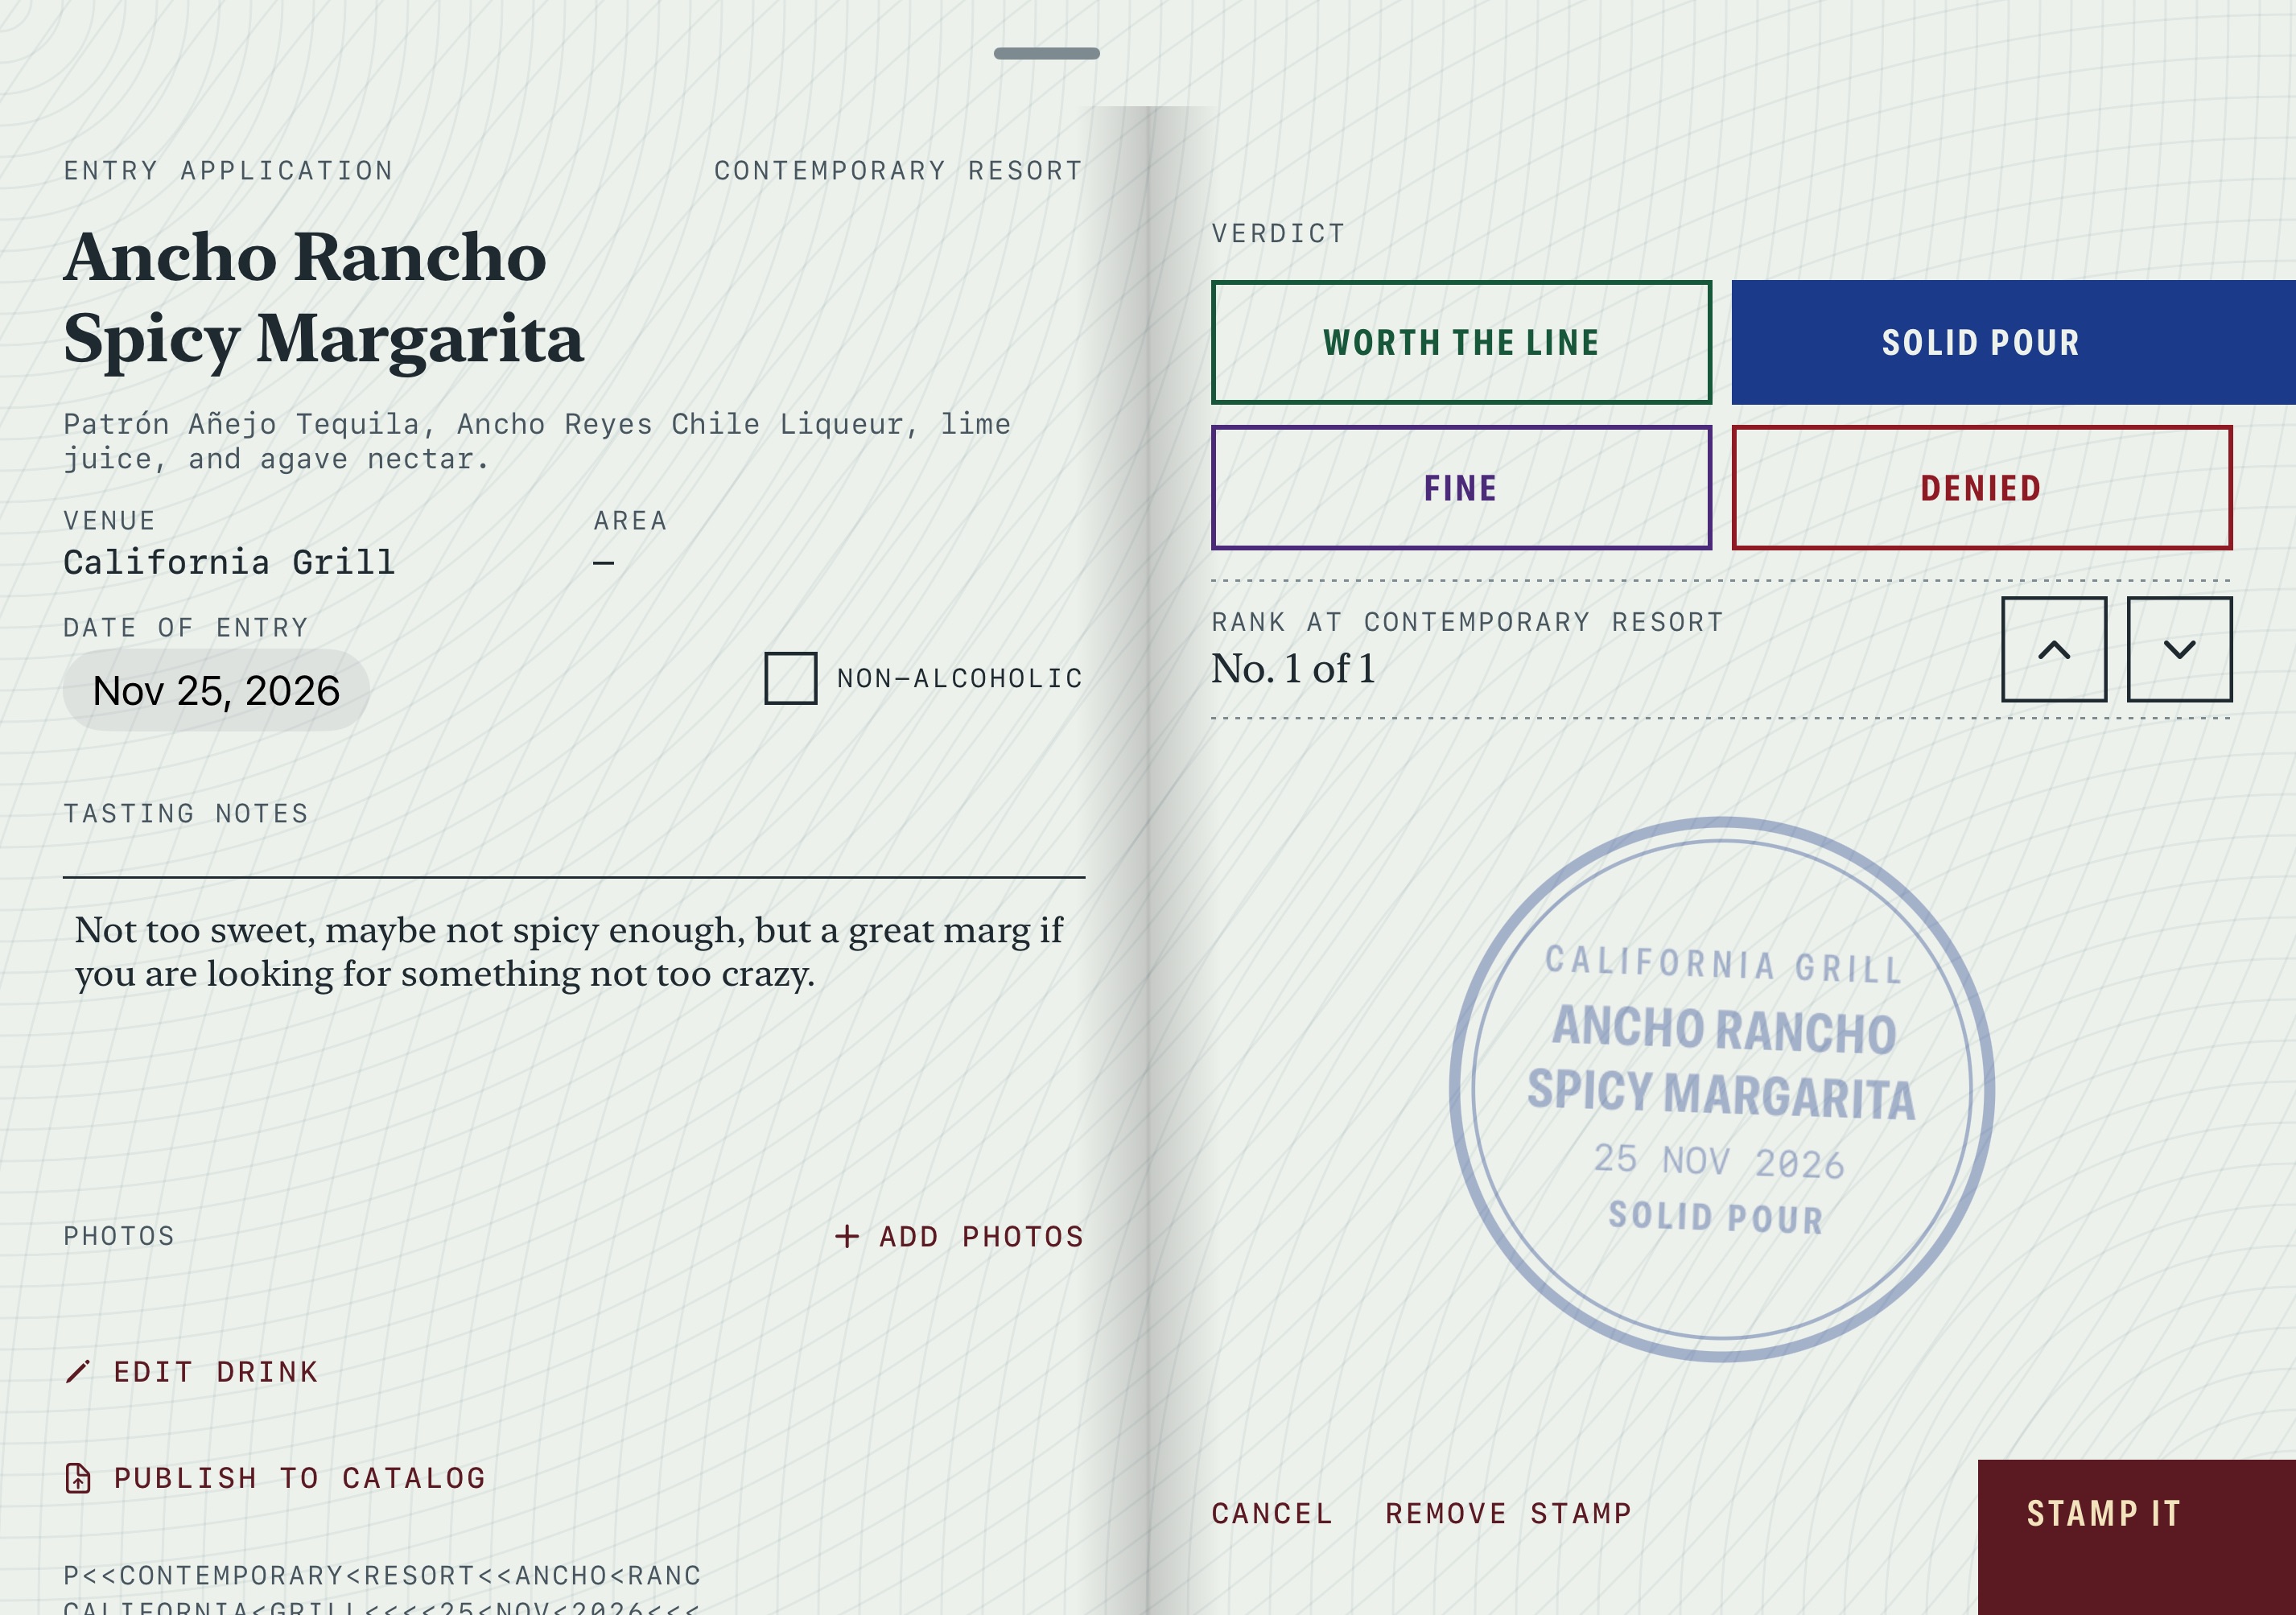 ENTRY APPLICATION
CONTEMPORARY RESORT
Ancho Rancho
Spicy Margarita
Patrón Añejo Tequila, Ancho Reyes Chile Liqueur, lime
juice, and agave nectar.
VENUE
AREA
California Grill
—
DATE OF ENTRY
Nov 25, 2026
NON—ALCOHOLIC
TASTING NOTES
Not too sweet, maybe not spicy enough, but a great marg if
you are looking for something not too crazy.
PHOTOS
+ ADD PHOTOS
EDIT DRINK
PUBLISH TO CATALOG
P<<CONTEMPORARY<RESORT<<ANCHO<RANC
CALIFORNIA<GRILL<<<<25<NOV<2026<<<
VERDICT
WORTH THE LINE
SOLID POUR
FINE
DENIED
RANK AT CONTEMPORARY RESORT
No. 1 of 1
CALIFORNIA GRILL
ANCHO RANCHO
SPICY MARGARITA
25 NOV 2026
SOLID POUR
CANCEL
REMOVE STAMP
STAMP IT